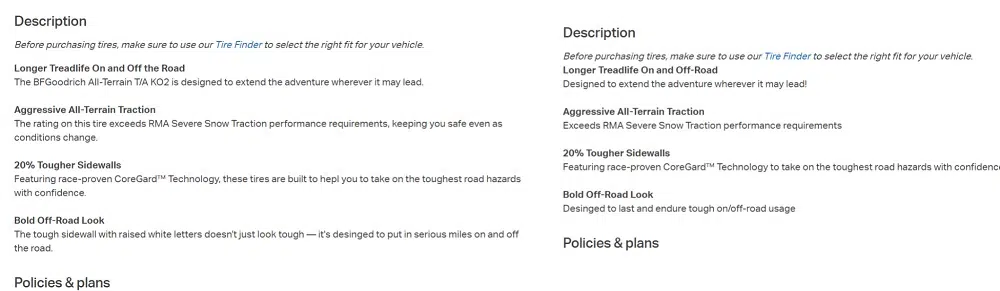 Description
Before purchasing tires, make sure to use our Tire Finder to select the right fit for your vehicle.
Longer Treadlife On and Off the Road
The BFGoodrich All-Terrain T/A KO2 is designed to extend the adventure wherever it may lead.
Aggressive All-Terrain Traction
The rating on this tire exceeds RMA Severe Snow Traction performance requirements, keeping you safe even as
conditions change.
20% Tougher Sidewalls
Featuring race-proven CoreGard™ Technology, these tires are built to hepl you to take on the toughest road hazards
with confidence.
Bold Off-Road Look
The tough sidewall with raised white letters doesn't just look tough — it's desinged to put in serious miles on and off
the road.
Policies & plans
Description
Before purchasing tires, make sure to use our Tire Finder to select the right fit for your vehicle.
Longer Treadlife On and Off-Road
Designed to extend the adventure wherever it may lead!
Aggressive All-Terrain Traction
Exceeds RMA Severe Snow Traction performance requirements
20% Tougher Sidewalls
Featuring race-proven CoreGard™ Technology to take on the toughest road hazards with confidence
Bold Off-Road Look
Desinged to last and endure tough on/off-road usage
Policies & plans